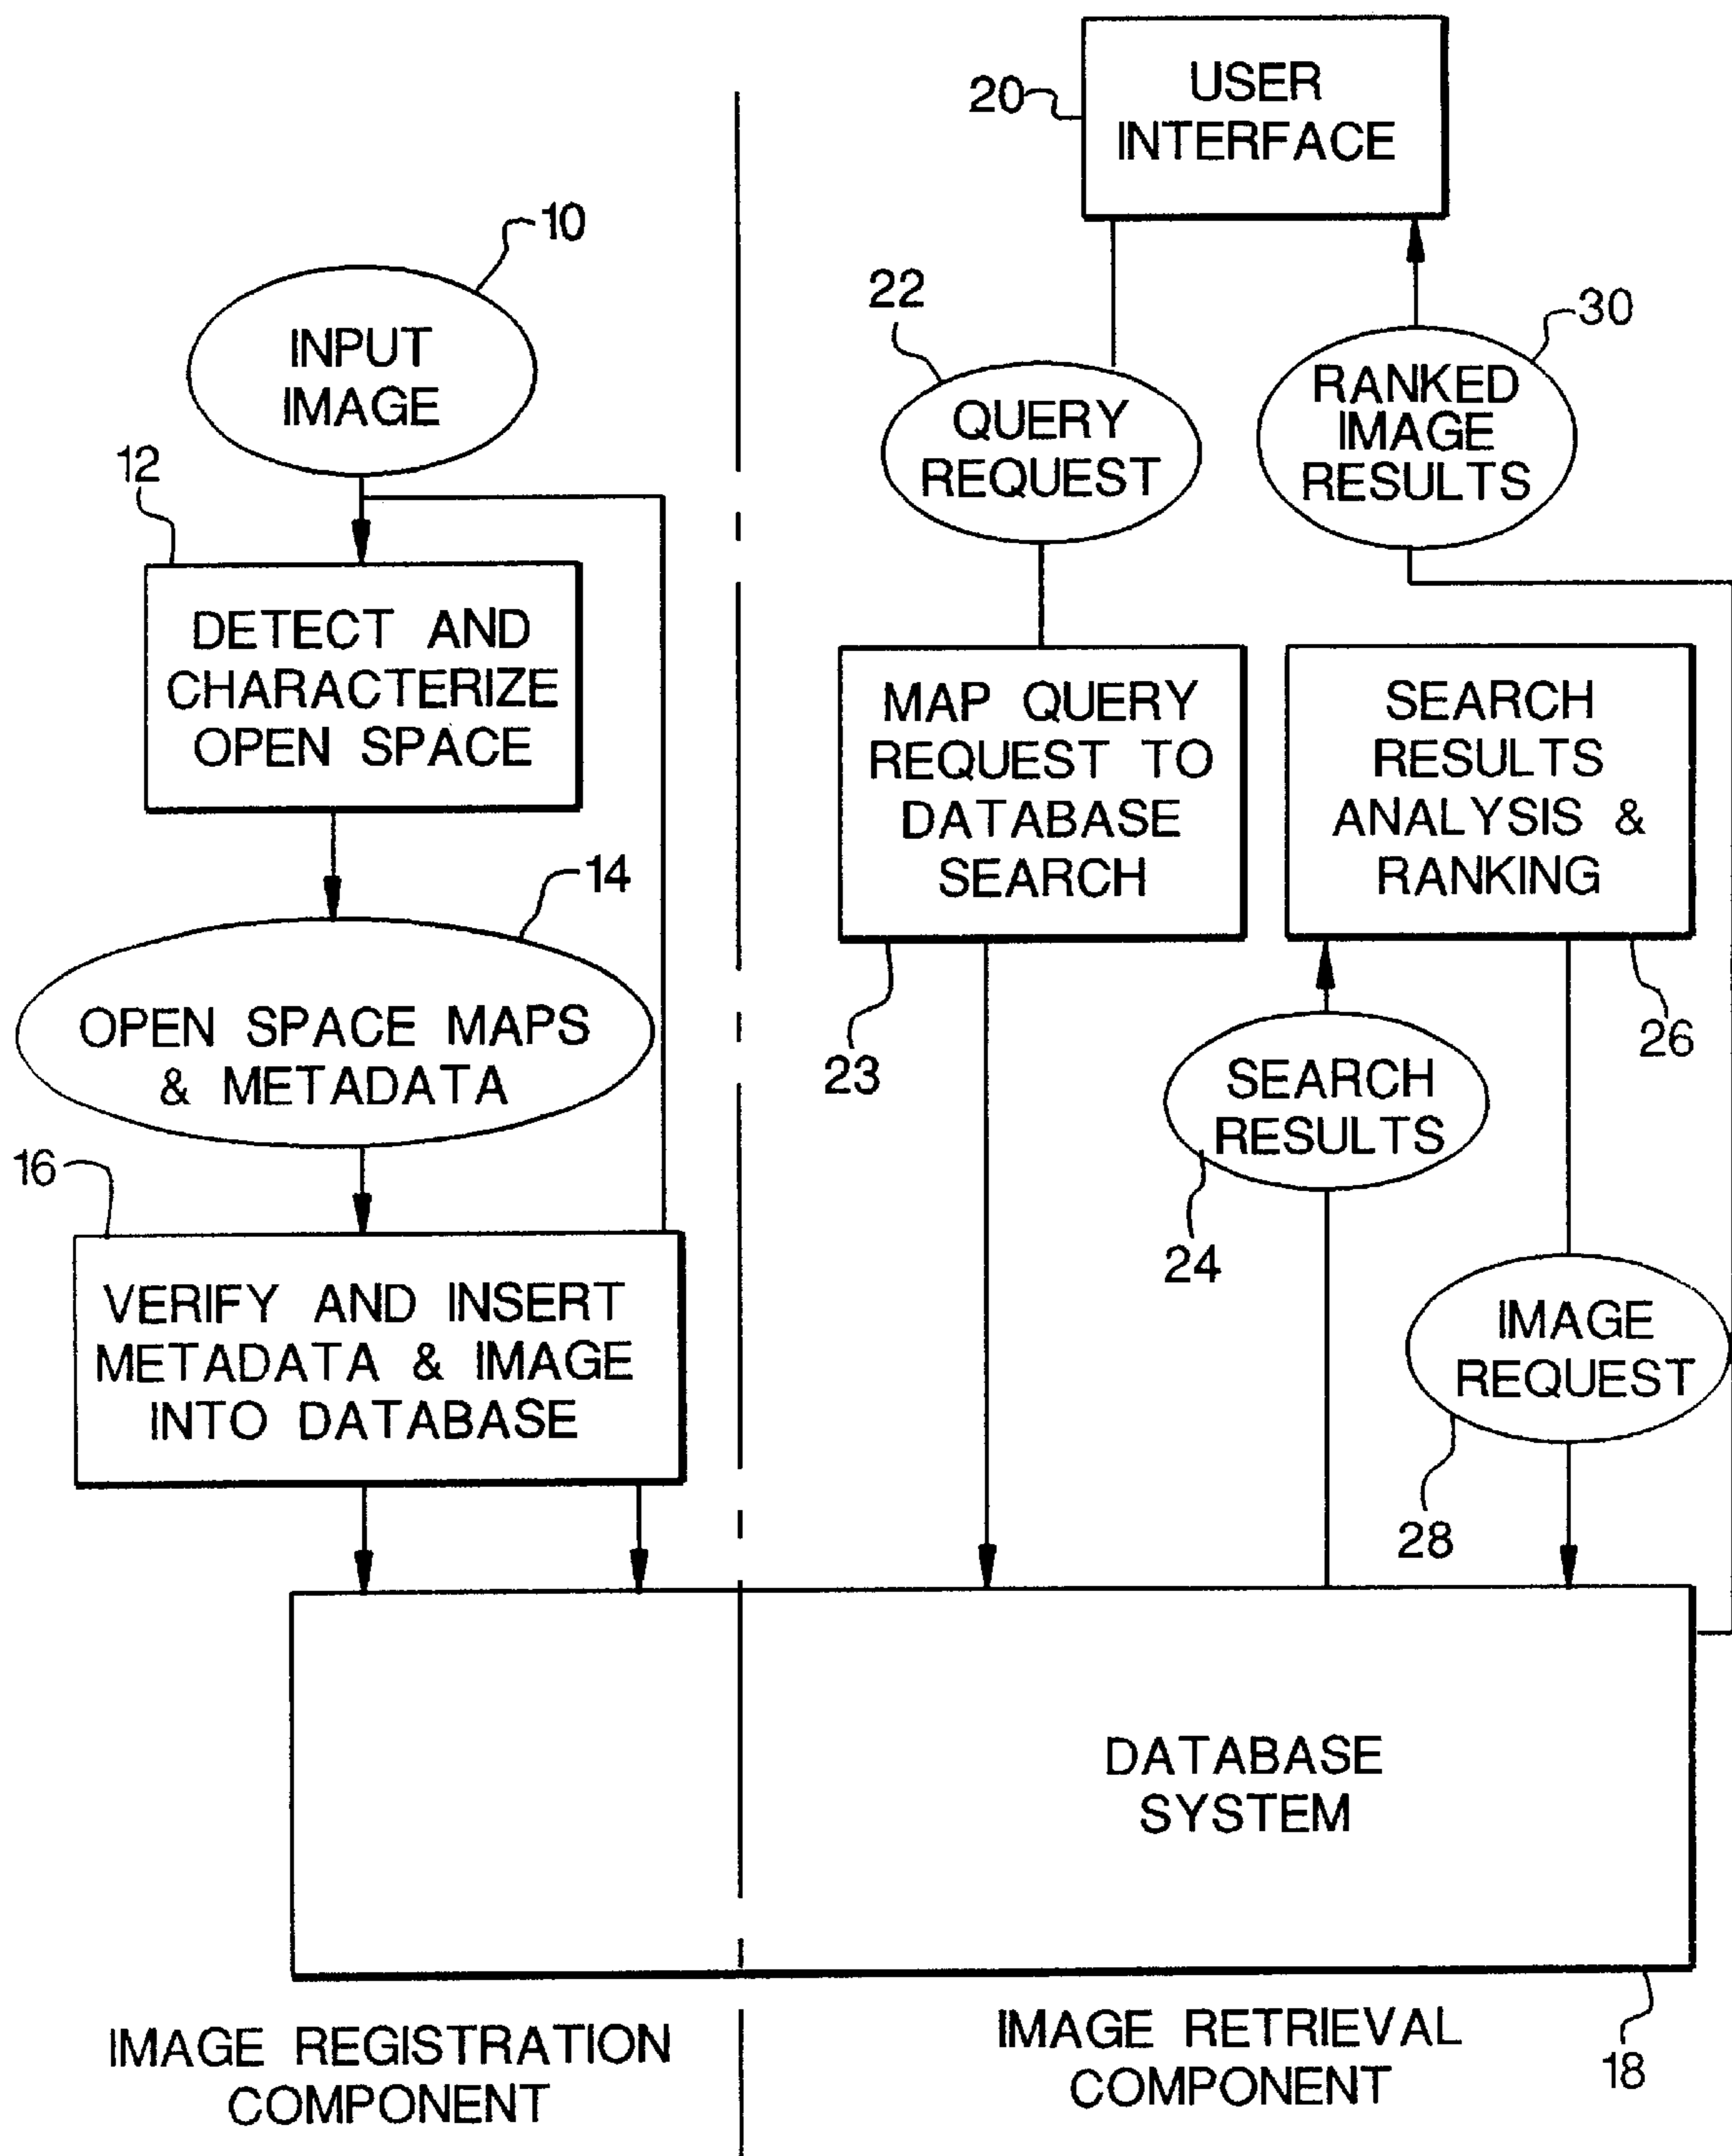 10
INPUT
IMAGE
12
DETECT AND
CHARACTERIZE
OPEN SPACE
14
OPEN SPACE MAPS
& METADATA
16
VERIFY AND INSERT
METADATA & IMAGE
INTO DATABASE
20
USER
INTERFACE
22
QUERY
REQUEST
30
RANKED
IMAGE
RESULTS
MAP QUERY
REQUEST TO
DATABASE
SEARCH
23
SEARCH
RESULTS
ANALYSIS &
RANKING
26
SEARCH
RESULTS
24
IMAGE
REQUEST
28
DATABASE
SYSTEM
18
IMAGE REGISTRATION
COMPONENT
IMAGE RETRIEVAL
COMPONENT